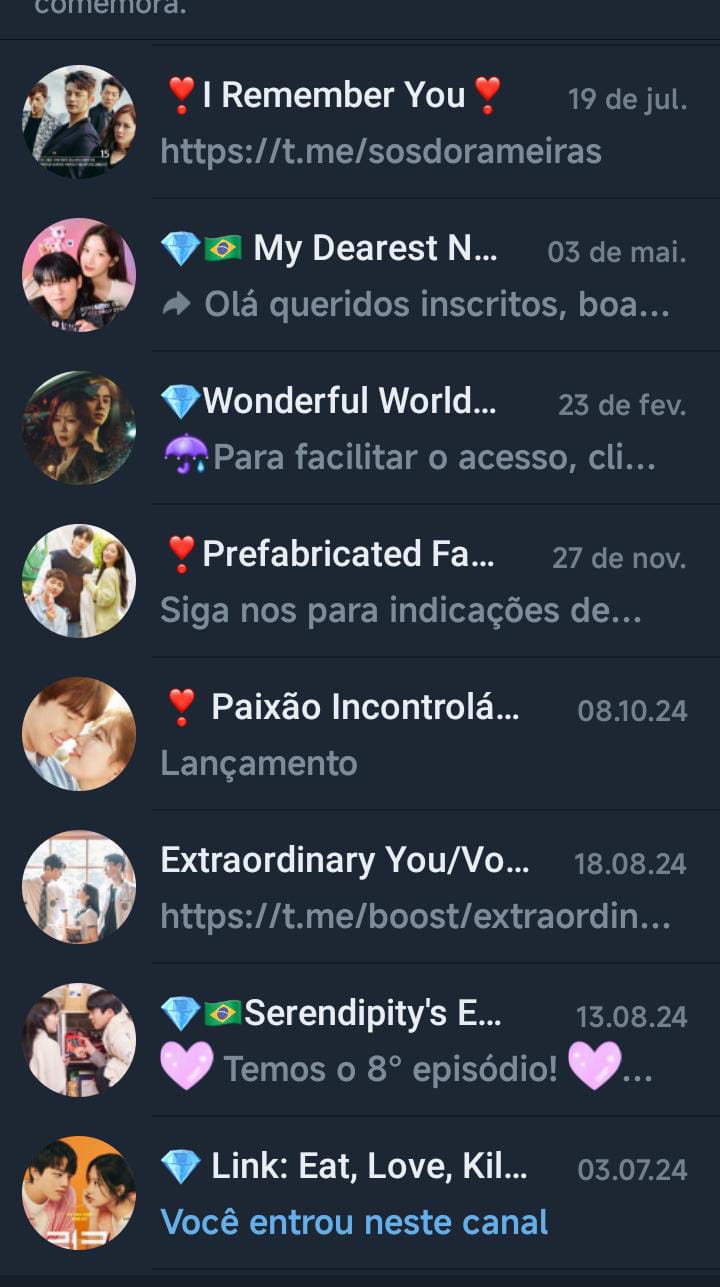 comemora.
❣️I Remember You❣️ 19 de jul.
https://t.me/sosdorameiras
💎🇧🇷 My Dearest N... 03 de mai.
Olá queridos inscritos, boa...
💎Wonderful World... 23 de fev.
☔Para facilitar o acesso, cli...
❣️Prefabricated Fa... 27 de nov.
Siga nos para indicações de...
❣️ Paixão Incontrolá... 08.10.24
Lançamento
Extraordinary You/Vo... 18.08.24
https://t.me/boost/extraordin...
💎🇧🇷Serendipity's E... 13.08.24
🩷 Temos o 8° episódio! 🩷...
💎 Link: Eat, Love, Kil... 03.07.24
Você entrou neste canal